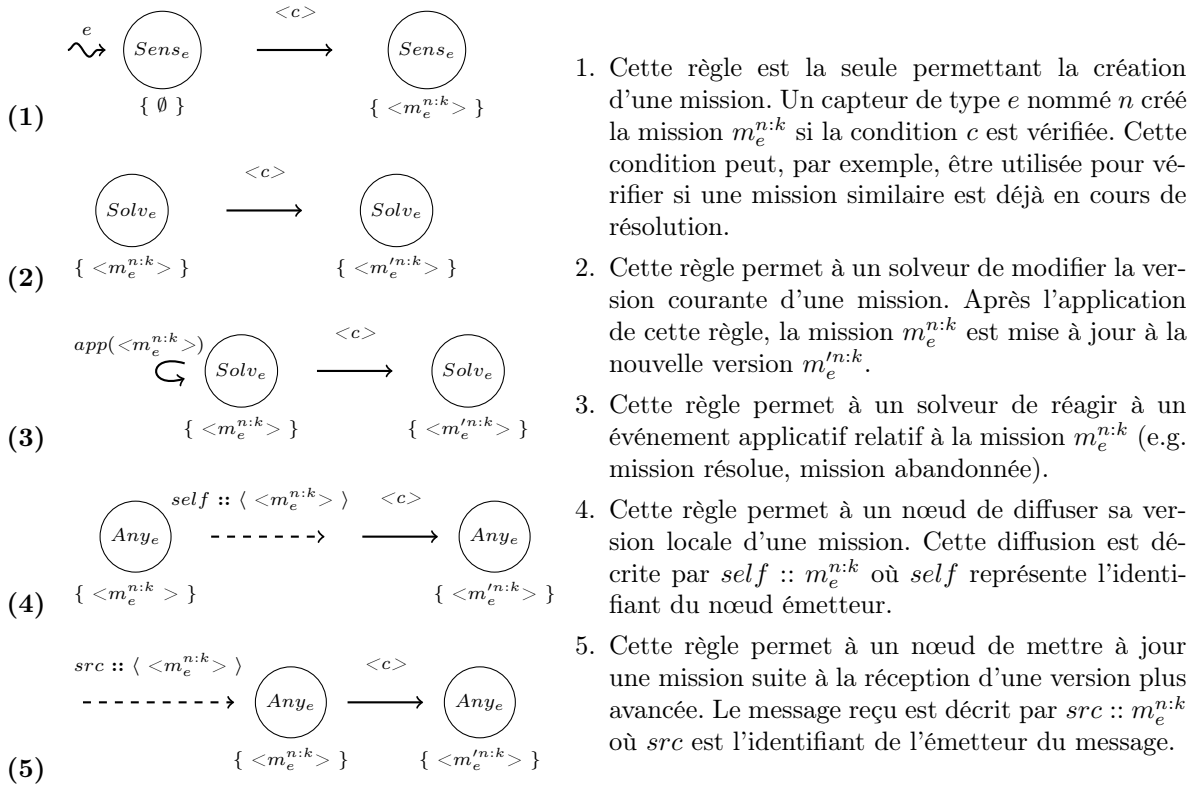 e
<c>
Sens_e
Sens_e
{ ∅ }
{ <m_e^{n:k}> }
(1)
<c>
Solv_e
Solv_e
{ <m_e^{n:k}> }
{ <m_e'^{n:k}> }
(2)
app(<m_e^{n:k}>)
<c>
Solv_e
Solv_e
{ <m_e^{n:k}> }
{ <m_e'^{n:k}> }
(3)
self :: ⟨ <m_e^{n:k}> ⟩
<c>
Any_e
Any_e
{ <m_e^{n:k} > }
{ <m_e'^{n:k}> }
(4)
src :: ⟨ <m_e^{n:k}> ⟩
<c>
Any_e
Any_e
{ <m_e^{n:k}> }
{ <m_e'^{n:k}> }
(5)
1. Cette règle est la seule permettant la création
d'une mission. Un capteur de type e nommé n créé
la mission m_e^{n:k} si la condition c est vérifiée. Cette
condition peut, par exemple, être utilisée pour vé-
rifier si une mission similaire est déjà en cours de
résolution.
2. Cette règle permet à un solveur de modifier la ver-
sion courante d'une mission. Après l'application
de cette règle, la mission m_e^{n:k} est mise à jour à la
nouvelle version m_e'^{n:k}.
3. Cette règle permet à un solveur de réagir à un
événement applicatif relatif à la mission m_e^{n:k} (e.g.
mission résolue, mission abandonnée).
4. Cette règle permet à un nœud de diffuser sa ver-
sion locale d'une mission. Cette diffusion est dé-
crite par self :: m_e^{n:k} où self représente l'identi-
fiant du nœud émetteur.
5. Cette règle permet à un nœud de mettre à jour
une mission suite à la réception d'une version plus
avancée. Le message reçu est décrit par src :: m_e^{n:k}
où src est l'identifiant de l'émetteur du message.